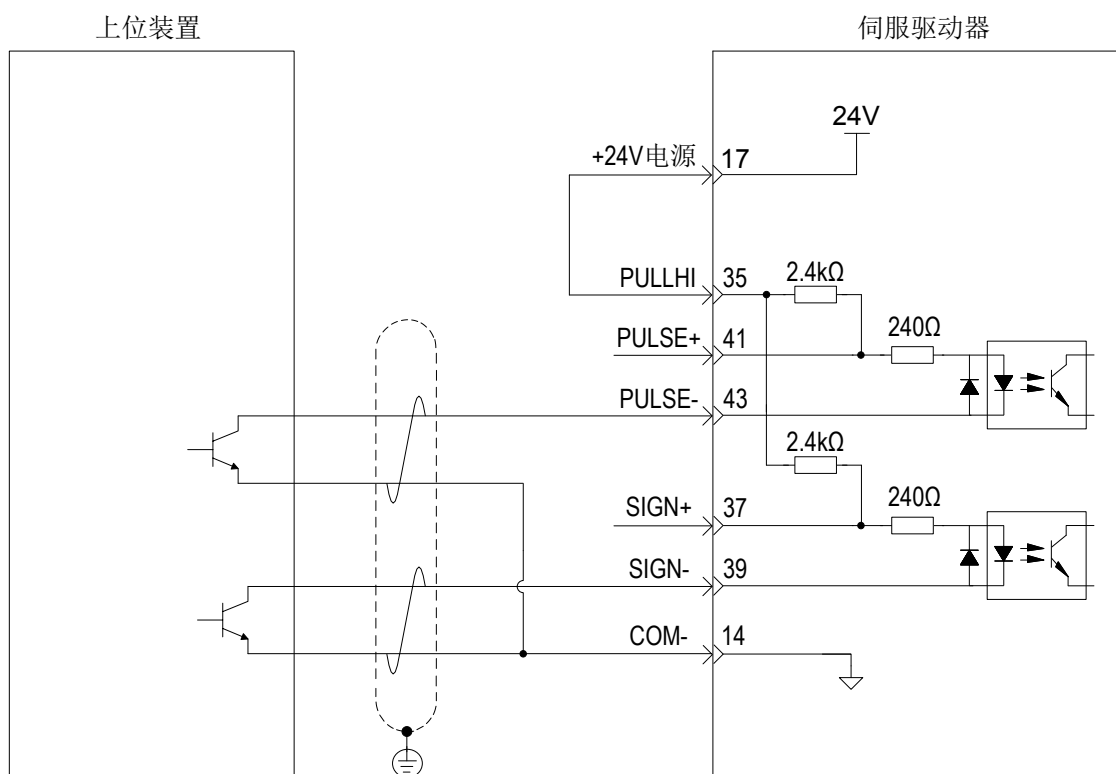 上位装置
伺服驱动器
24V
+24V电源
17
PULLHI
35
2.4kΩ
PULSE+
41
240Ω
PULSE-
43
2.4kΩ
SIGN+
37
240Ω
SIGN-
39
COM-
14